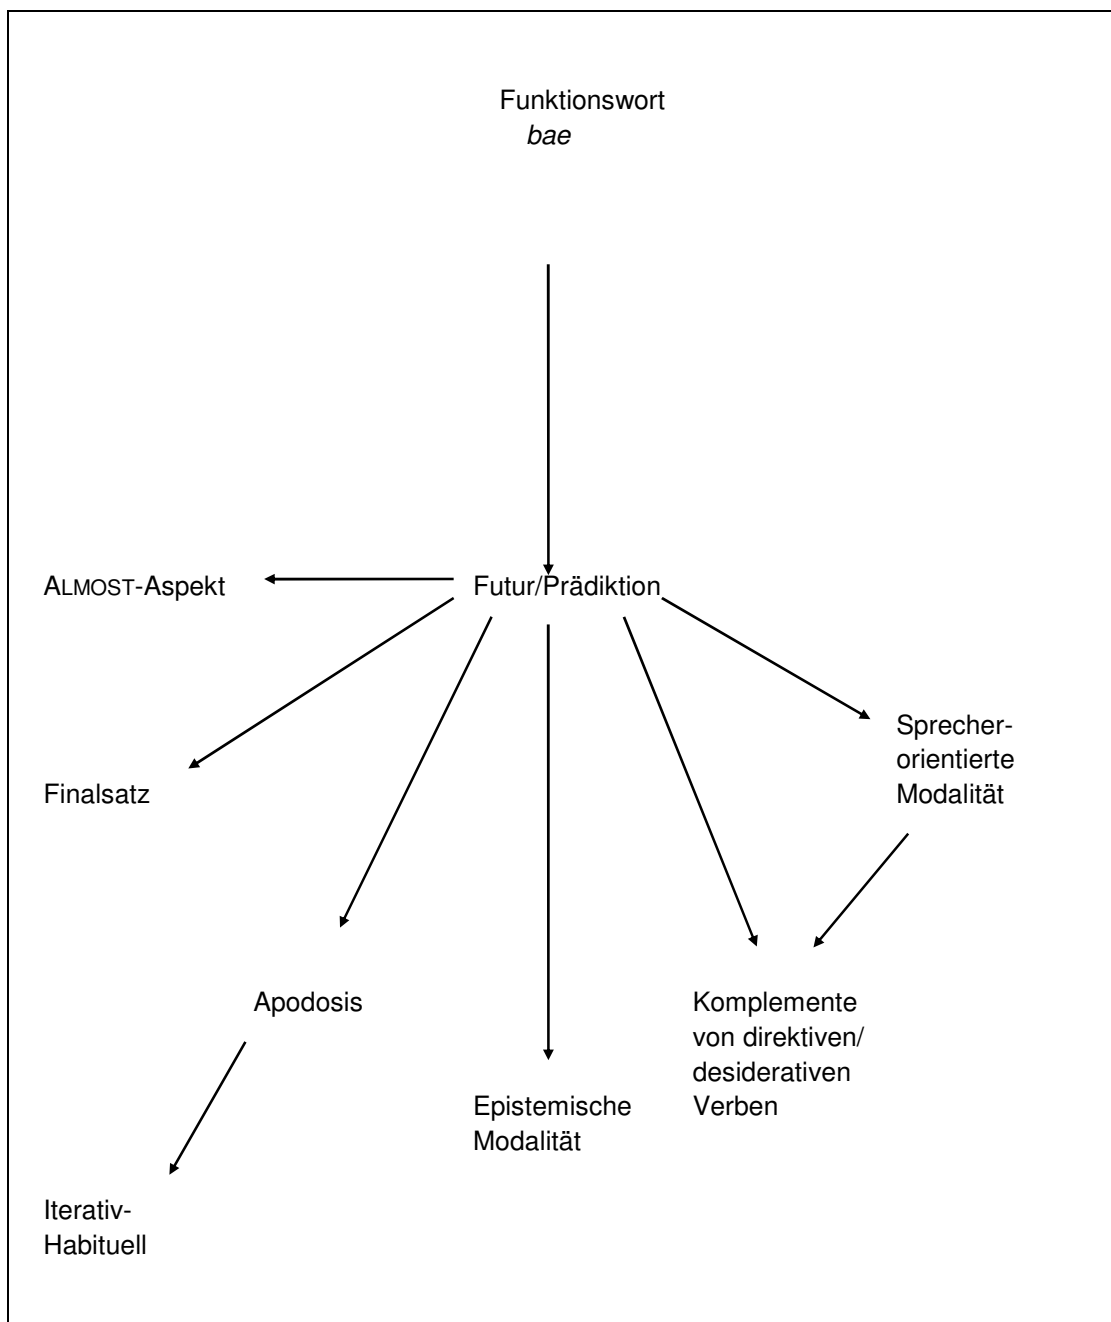 Funktionswort
bae
ALMOST-Aspekt
Futur/Prädiktion
Sprecher-
orientierte
Modalität
Finalsatz
Apodosis
Komplemente
von direktiven/
desiderativen
Verben
Epistemische
Modalität
Iterativ-
Habituell